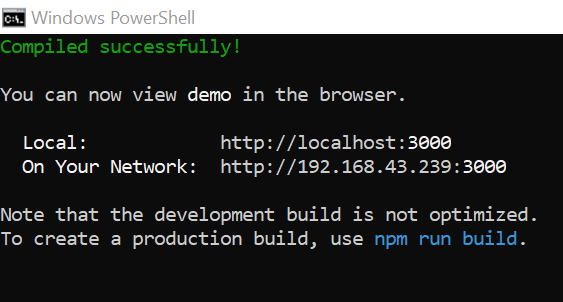 Windows PowerShell
Compiled successfully!
You can now view demo in the browser.
Local: http://localhost:3000
On Your Network: http://192.168.43.239:3000
Note that the development build is not optimized.
To create a production build, use npm run build.